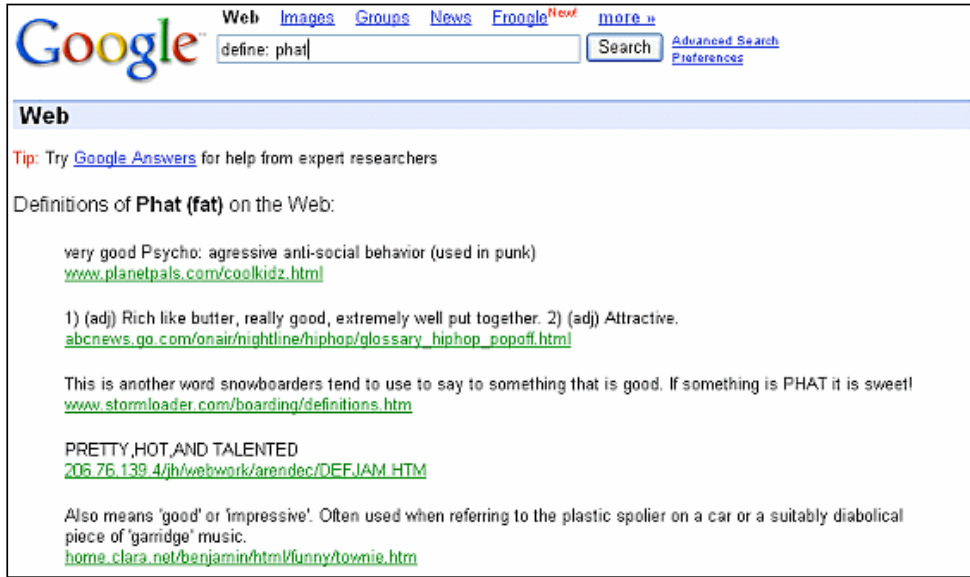 Web Images Groups News Froogle New! more »
Google™ define: phat Search Advanced Search
Preferences
Web
Tip: Try Google Answers for help from expert researchers
Definitions of Phat (fat) on the Web:
very good Psycho: agressive anti-social behavior (used in punk)
www.planetpals.com/coolkidz.html
1) (adj) Rich like butter, really good, extremely well put together. 2) (adj) Attractive.
abcnews.go.com/onair/nightline/hiphop/glossary_hiphop_popoff.html
This is another word snowboarders tend to use to say to something that is good. If something is PHAT it is sweet!
www.stormloader.com/boarding/definitions.htm
PRETTY,HOT,AND TALENTED
206.76.139.4/jh/webwork/arendec/DEFJAM.HTM
Also means 'good' or 'impressive'. Often used when referring to the plastic spolier on a car or a suitably diabolical
piece of 'garridge' music.
home.clara.net/benjamin/html/funny/townie.htm